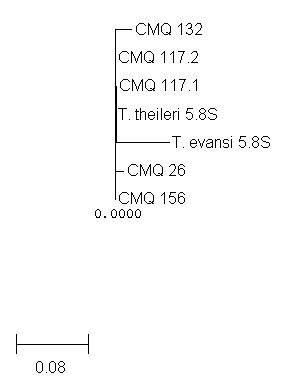 CMQ 132
CMQ 117.2
CMQ 117.1
T. theileri 5.8S
T. evansi 5.8S
CMQ 26
CMQ 156
0.0000
0.08